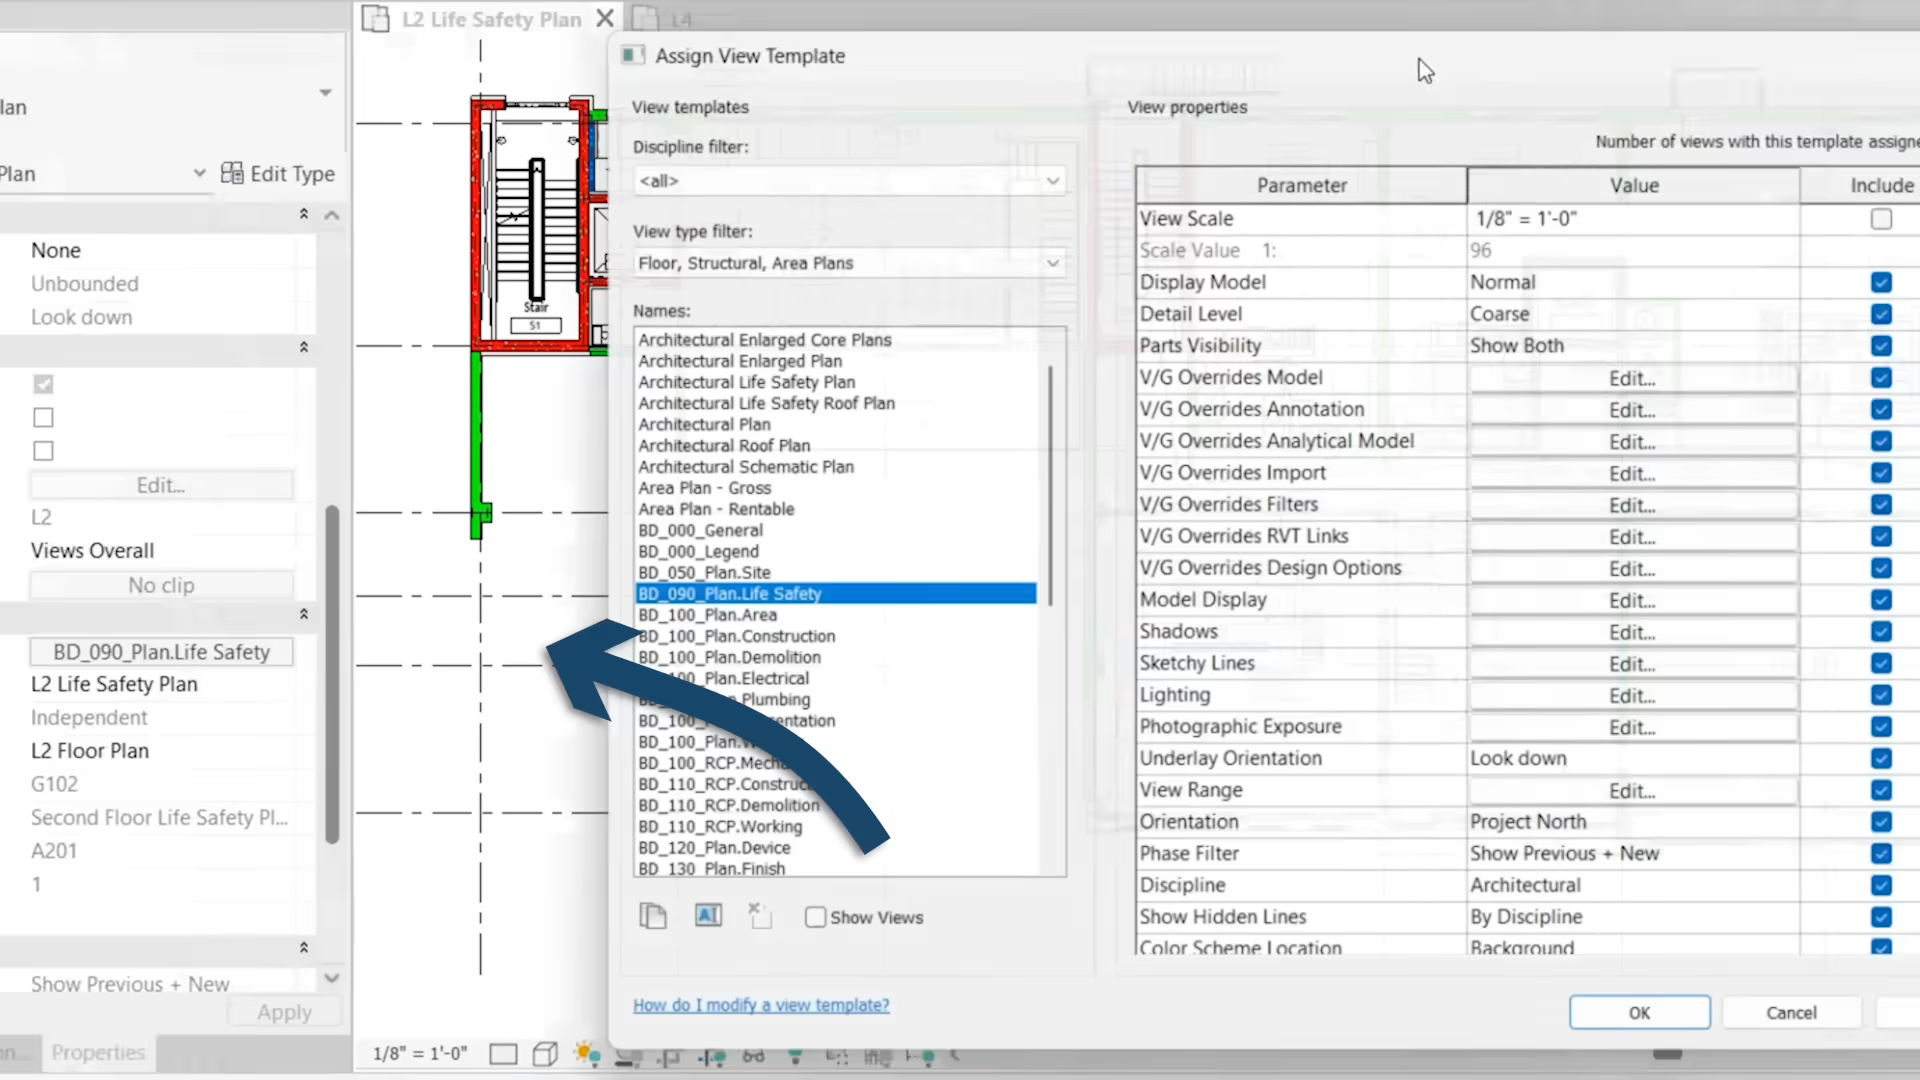 L2 Life Safety Plan
L4
lan
Plan
Edit Type
None
Unbounded
Look down
Edit...
L2
Views Overall
No clip
BD_090_Plan.Life Safety
L2 Life Safety Plan
Independent
L2 Floor Plan
G102
Second Floor Life Safety Pl...
A201
1
Show Previous + New
Apply
Properties
Stair
S1
1/8" = 1'-0"
Assign View Template
View templates
Discipline filter:
<all>
View type filter:
Floor, Structural, Area Plans
Names:
Architectural Enlarged Core Plans
Architectural Enlarged Plan
Architectural Life Safety Plan
Architectural Life Safety Roof Plan
Architectural Plan
Architectural Roof Plan
Architectural Schematic Plan
Area Plan - Gross
Area Plan - Rentable
BD_000_General
BD_000_Legend
BD_050_Plan.Site
BD_090_Plan.Life Safety
BD_100_Plan.Area
BD_100_Plan.Construction
BD_100_Plan.Demolition
100_Plan.Electrical
Plumbing
BD_100 entation
BD_100_Plan.W
BD_100_RCP.Mecha
BD_110_RCP.Construc
BD_110_RCP.Demolition
BD_110_RCP.Working
BD_120_Plan.Device
BD_130_Plan.Finish
Show Views
How do I modify a view template?
View properties
Number of views with this template assigne
Parameter Value Include
View Scale 1/8" = 1'-0"
Scale Value 1: 96
Display Model Normal
Detail Level Coarse
Parts Visibility Show Both
V/G Overrides Model Edit...
V/G Overrides Annotation Edit...
V/G Overrides Analytical Model Edit...
V/G Overrides Import Edit...
V/G Overrides Filters Edit...
V/G Overrides RVT Links Edit...
V/G Overrides Design Options Edit...
Model Display Edit...
Shadows Edit...
Sketchy Lines Edit...
Lighting Edit...
Photographic Exposure Edit...
Underlay Orientation Look down
View Range Edit...
Orientation Project North
Phase Filter Show Previous + New
Discipline Architectural
Show Hidden Lines By Discipline
Color Scheme Location Background
OK
Cancel